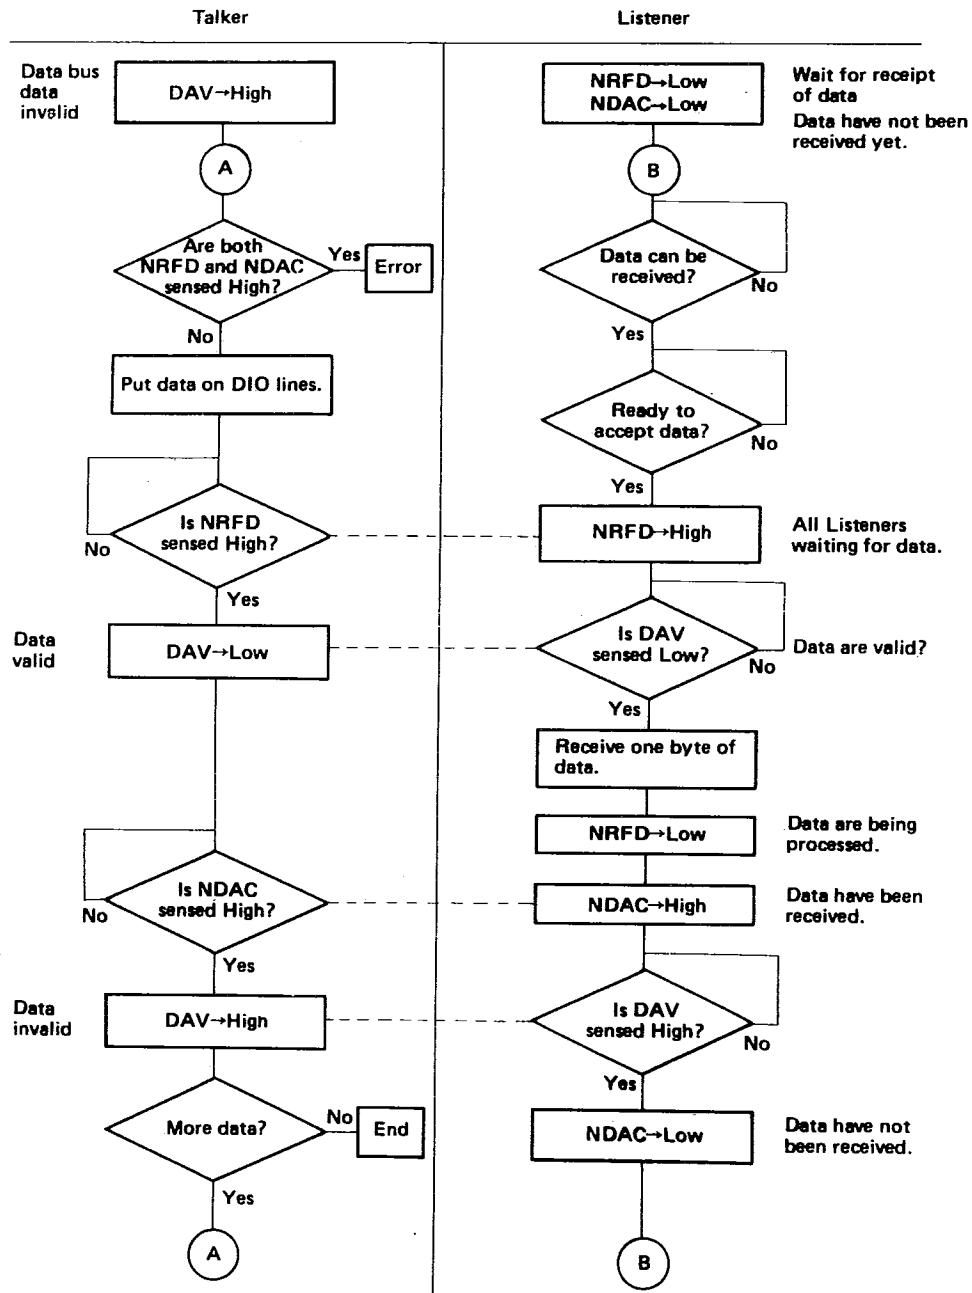 Talker
Listener
Data bus
data
invalid
DAV→High
NRFD→Low
NDAC→Low
Wait for receipt
of data
Data have not been
received yet.
A
B
Are both
NRFD and NDAC
sensed High?
Yes
Error
No
Data can be
received?
No
Yes
Put data on DIO lines.
Ready to
accept data?
No
Yes
Is NRFD
sensed High?
No
Yes
NRFD→High
All Listeners
waiting for data.
Data
valid
DAV→Low
Is DAV
sensed Low?
No
Data are valid?
Yes
Receive one byte of
data.
NRFD→Low
Data are being
processed.
Is NDAC
sensed High?
No
Yes
NDAC→High
Data have been
received.
Data
invalid
DAV→High
Is DAV
sensed High?
No
Yes
More data?
No
End
Yes
NDAC→Low
Data have not
been received.
A
B